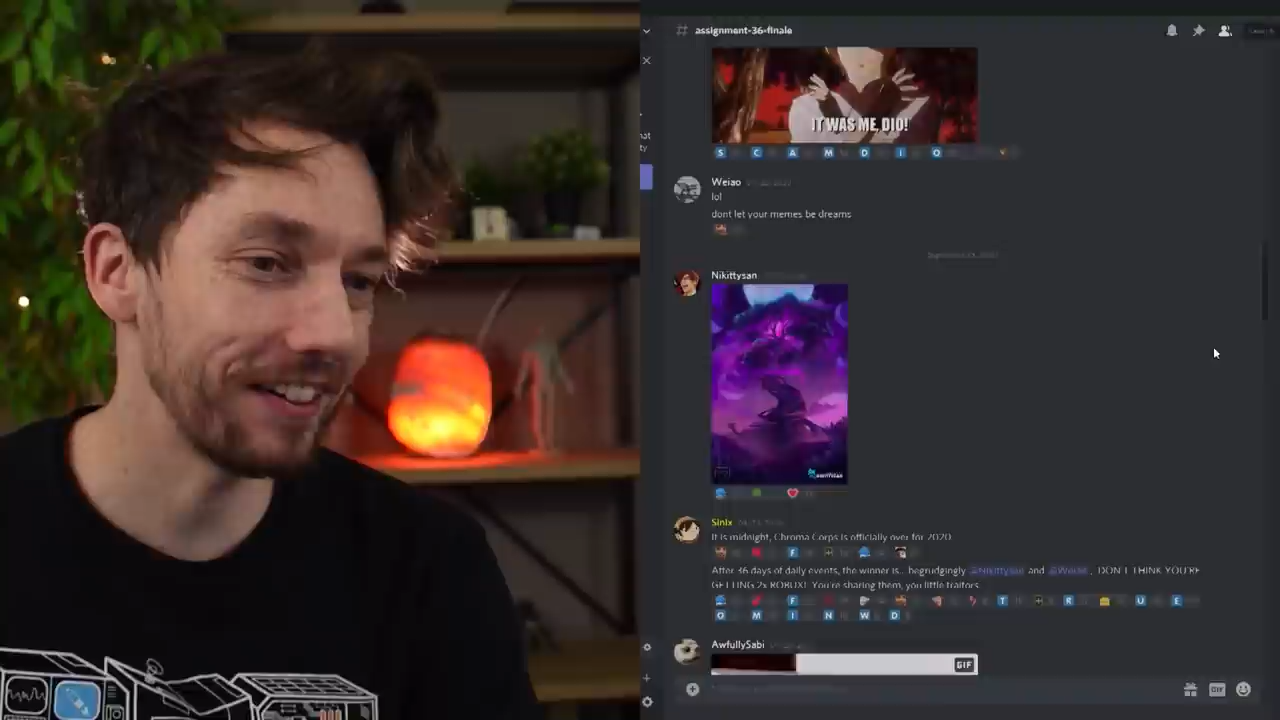 assignment-36-finale
IT WAS ME, DIO!
S C A M D I O
Weiao
lol
dont let your memes be dreams
Nikittysan
Sinix
It is midnight, Chroma Corps is officially over for 2020
F
After 36 days of daily events, the winner is.. begrudgingly @Nikittysan and @Weiao, DON'T THINK YOU'RE
GETTING 2x ROBUX! You're sharing them, you little traitors
F T R U E
O M I N W D
AwfullySabi
GIF
GIF